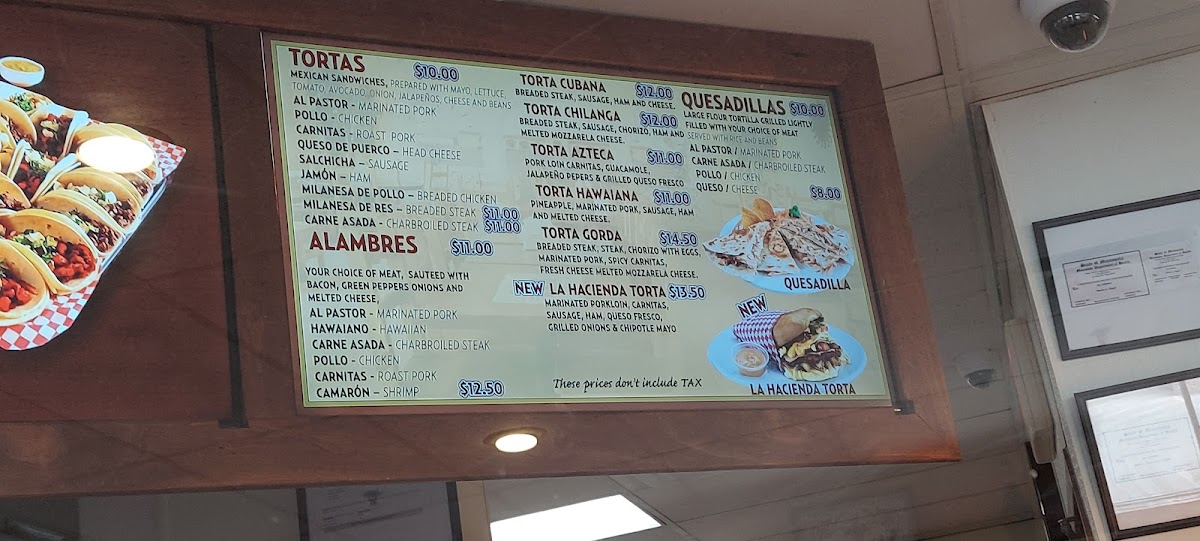 TORTAS $10.00
MEXICAN SANDWICHES, PREPARED WITH MAYO, LETTUCE,
TOMATO, AVOCADO, ONION, JALAPEÑOS, CHEESE AND BEANS
AL PASTOR - MARINATED PORK
POLLO - CHICKEN
CARNITAS - ROAST PORK
QUESO DE PUERCO – HEAD CHEESE
SALCHICHA – SAUSAGE
JAMÓN – HAM
MILANESA DE POLLO – BREADED CHICKEN
MILANESA DE RES – BREADED STEAK $11.00
CARNE ASADA - CHARBROILED STEAK $11.00
ALAMBRES $11.00
YOUR CHOICE OF MEAT, SAUTEED WITH
BACON, GREEN PEPPERS ONIONS AND
MELTED CHEESE,
AL PASTOR - MARINATED PORK
HAWAIANO - HAWAIIAN
CARNE ASADA - CHARBROILED STEAK
POLLO - CHICKEN
CARNITAS - ROAST PORK
CAMARÓN – SHRIMP $12.50
TORTA CUBANA $12.00
BREADED STEAK, SAUSAGE, HAM AND CHEESE.
TORTA CHILANGA $12.00
BREADED STEAK, SAUSAGE, CHORIZO, HAM AND
MELTED MOZZARELA CHEESE.
TORTA AZTECA $11.00
PORK LOIN CARNITAS, GUACAMOLE,
JALAPEÑO PEPERS & GRILLED QUESO FRESCO
TORTA HAWAIANA $11.00
PINEAPPLE, MARINATED PORK, SAUSAGE, HAM
AND MELTED CHEESE.
TORTA GORDA $14.50
BREADED STEAK, STEAK, CHORIZO WITH EGGS,
MARINATED PORK, SPICY CARNITAS,
FRESH CHEESE MELTED MOZZARELA CHEESE.
NEW LA HACIENDA TORTA $13.50
MARINATED PORKLOIN, CARNITAS,
SAUSAGE, HAM, QUESO FRESCO,
GRILLED ONIONS & CHIPOTLE MAYO
These prices don't include TAX
QUESADILLAS $10.00
LARGE FLOUR TORTILLA GRILLED LIGHTLY
FILLED WITH YOUR CHOICE OF MEAT
SERVED WITH RICE AND BEANS
AL PASTOR / MARINATED PORK
CARNE ASADA / CHARBROILED STEAK
POLLO / CHICKEN
QUESO / CHEESE $8.00
QUESADILLA
NEW
LA HACIENDA TORTA